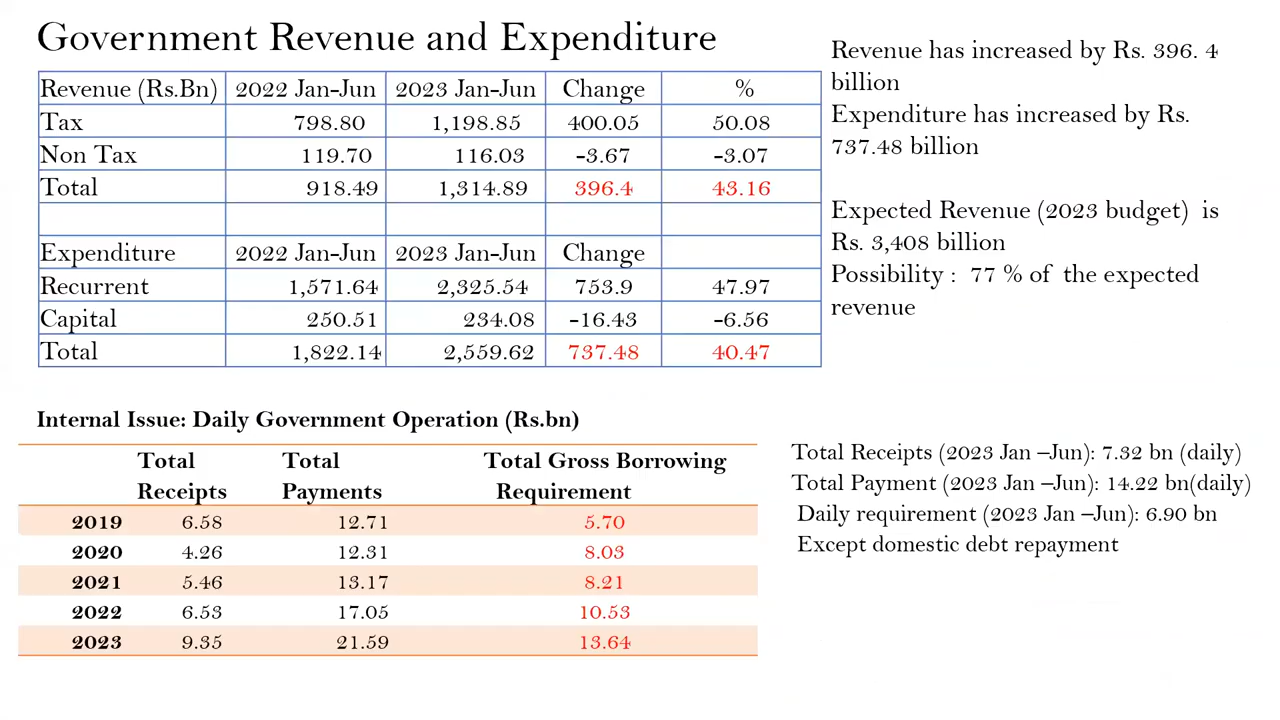 Government Revenue and Expenditure
Revenue (Rs.Bn) 2022 Jan-Jun 2023 Jan-Jun Change %
Tax 798.80 1,198.85 400.05 50.08
Non Tax 119.70 116.03 -3.67 -3.07
Total 918.49 1,314.89 396.4 43.16
Expenditure 2022 Jan-Jun 2023 Jan-Jun Change
Recurrent 1,571.64 2,325.54 753.9 47.97
Capital 250.51 234.08 -16.43 -6.56
Total 1,822.14 2,559.62 737.48 40.47
Revenue has increased by Rs. 396. 4
billion
Expenditure has increased by Rs.
737.48 billion
Expected Revenue (2023 budget) is
Rs. 3,408 billion
Possibility : 77 % of the expected
revenue
Internal Issue: Daily Government Operation (Rs.bn)
Total Total Total Gross Borrowing
Receipts Payments Requirement
2019 6.58 12.71 5.70
2020 4.26 12.31 8.03
2021 5.46 13.17 8.21
2022 6.53 17.05 10.53
2023 9.35 21.59 13.64
Total Receipts (2023 Jan –Jun): 7.32 bn (daily)
Total Payment (2023 Jan –Jun): 14.22 bn(daily)
Daily requirement (2023 Jan –Jun): 6.90 bn
Except domestic debt repayment